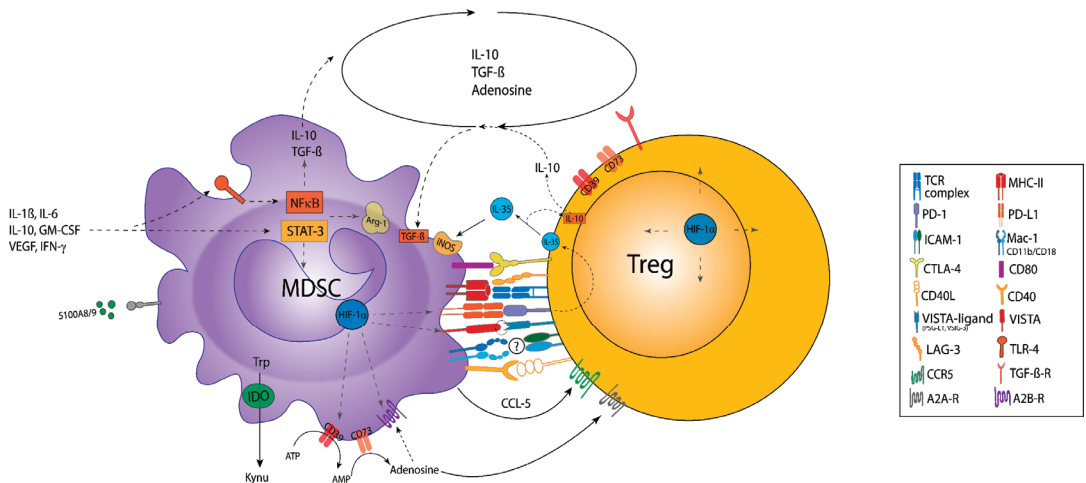 IL-10
TGF-ß
Adenosine
IL-10
TGF-ß
NFκB
STAT-3
Arg-1
IL-1ß, IL-6
IL-10, GM-CSF
VEGF, IFN-γ
S100A8/9
MDSC
HIF-1α
Trp
IDO
Kynu
ATP
CD39
AMP
CD73
Adenosine
TGF-ß
iNOS
IL-35
IL-35
IL-10
IL-10
CD39
CD73
?
CCL-5
Treg
HIF-1α
TCR
complex
MHC-II
PD-1
PD-L1
ICAM-1
Mac-1
CD11b/CD18
CTLA-4
CD80
CD40L
CD40
VISTA-ligand
(PSG-L1, VSIG-3)
VISTA
LAG-3
TLR-4
CCR5
TGF-ß-R
A2A-R
A2B-R